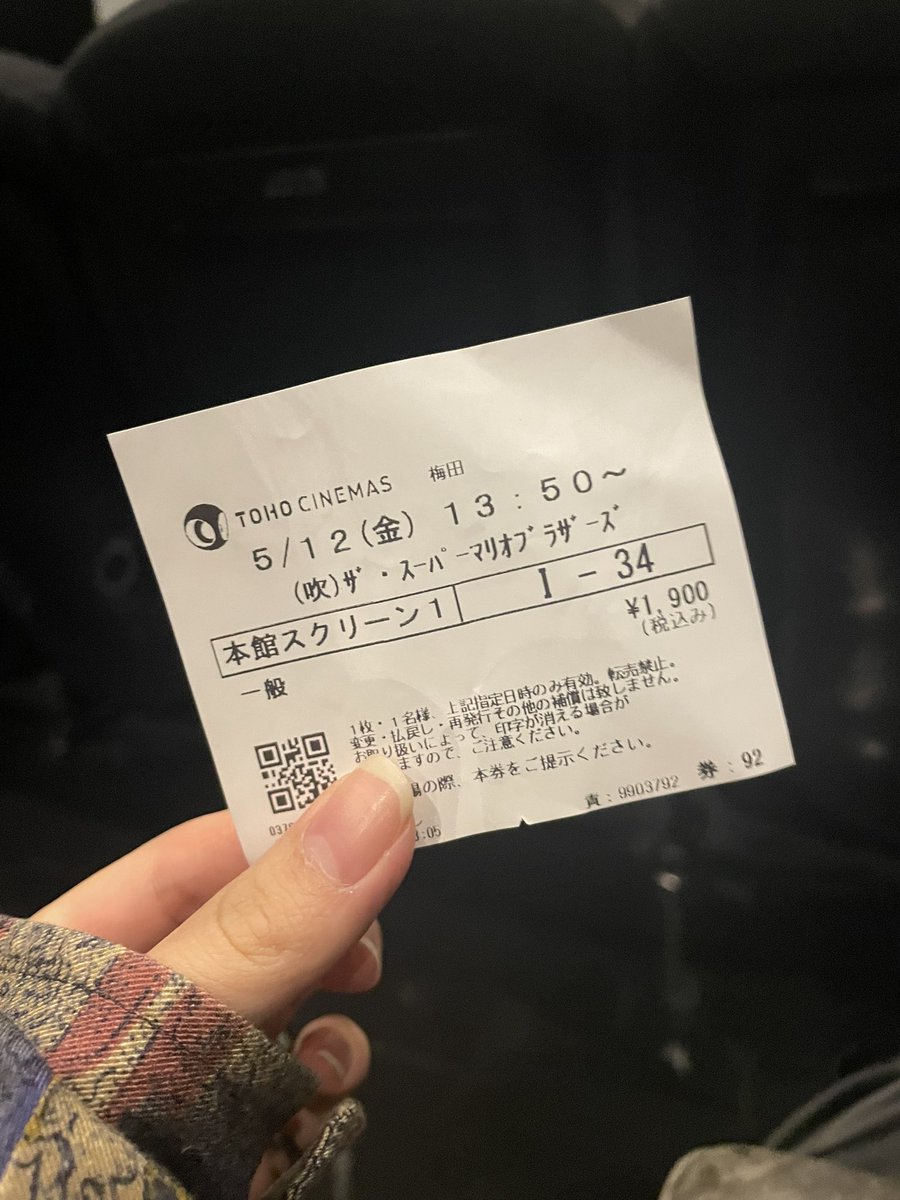 TOHO CINEMAS 梅田
5/12(金) 13:50~
(吹)ｻﾞ・ｽｰﾊﾟｰﾏﾘｵﾌﾞﾗｻﾞｰｽﾞ
本館スクリーン1 I - 34
¥1,900
(税込み)
一般
1枚・1名様、上記指定日時のみ有効。転売禁止。
変更・払戻し・再発行その他の補償は致しません。
お取り扱いによって、印字が消える場合が
ますので、ご注意ください。
場の際、本券をご提示ください。
責:9903/92 券:92
037
:05